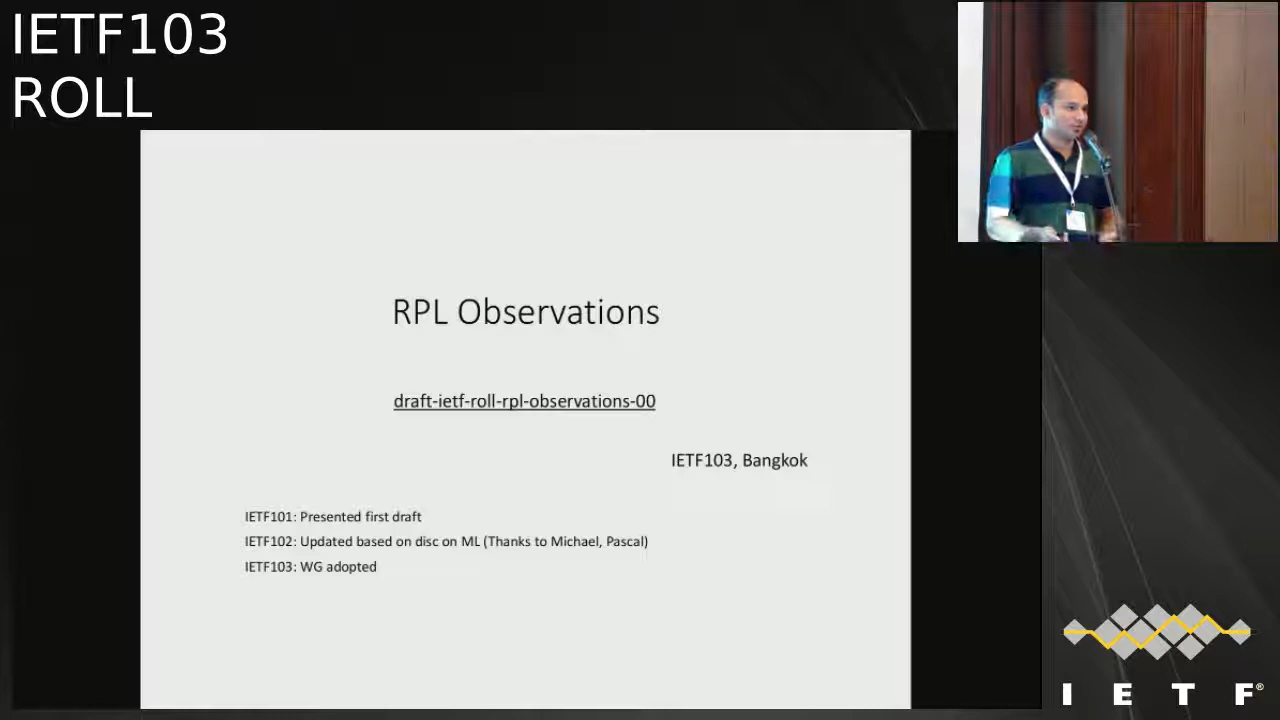 IETF103
ROLL
RPL Observations
draft-ietf-roll-rpl-observations-00
IETF103, Bangkok
IETF101: Presented first draft
IETF102: Updated based on disc on ML (Thanks to Michael, Pascal)
IETF103: WG adopted
I E T F®